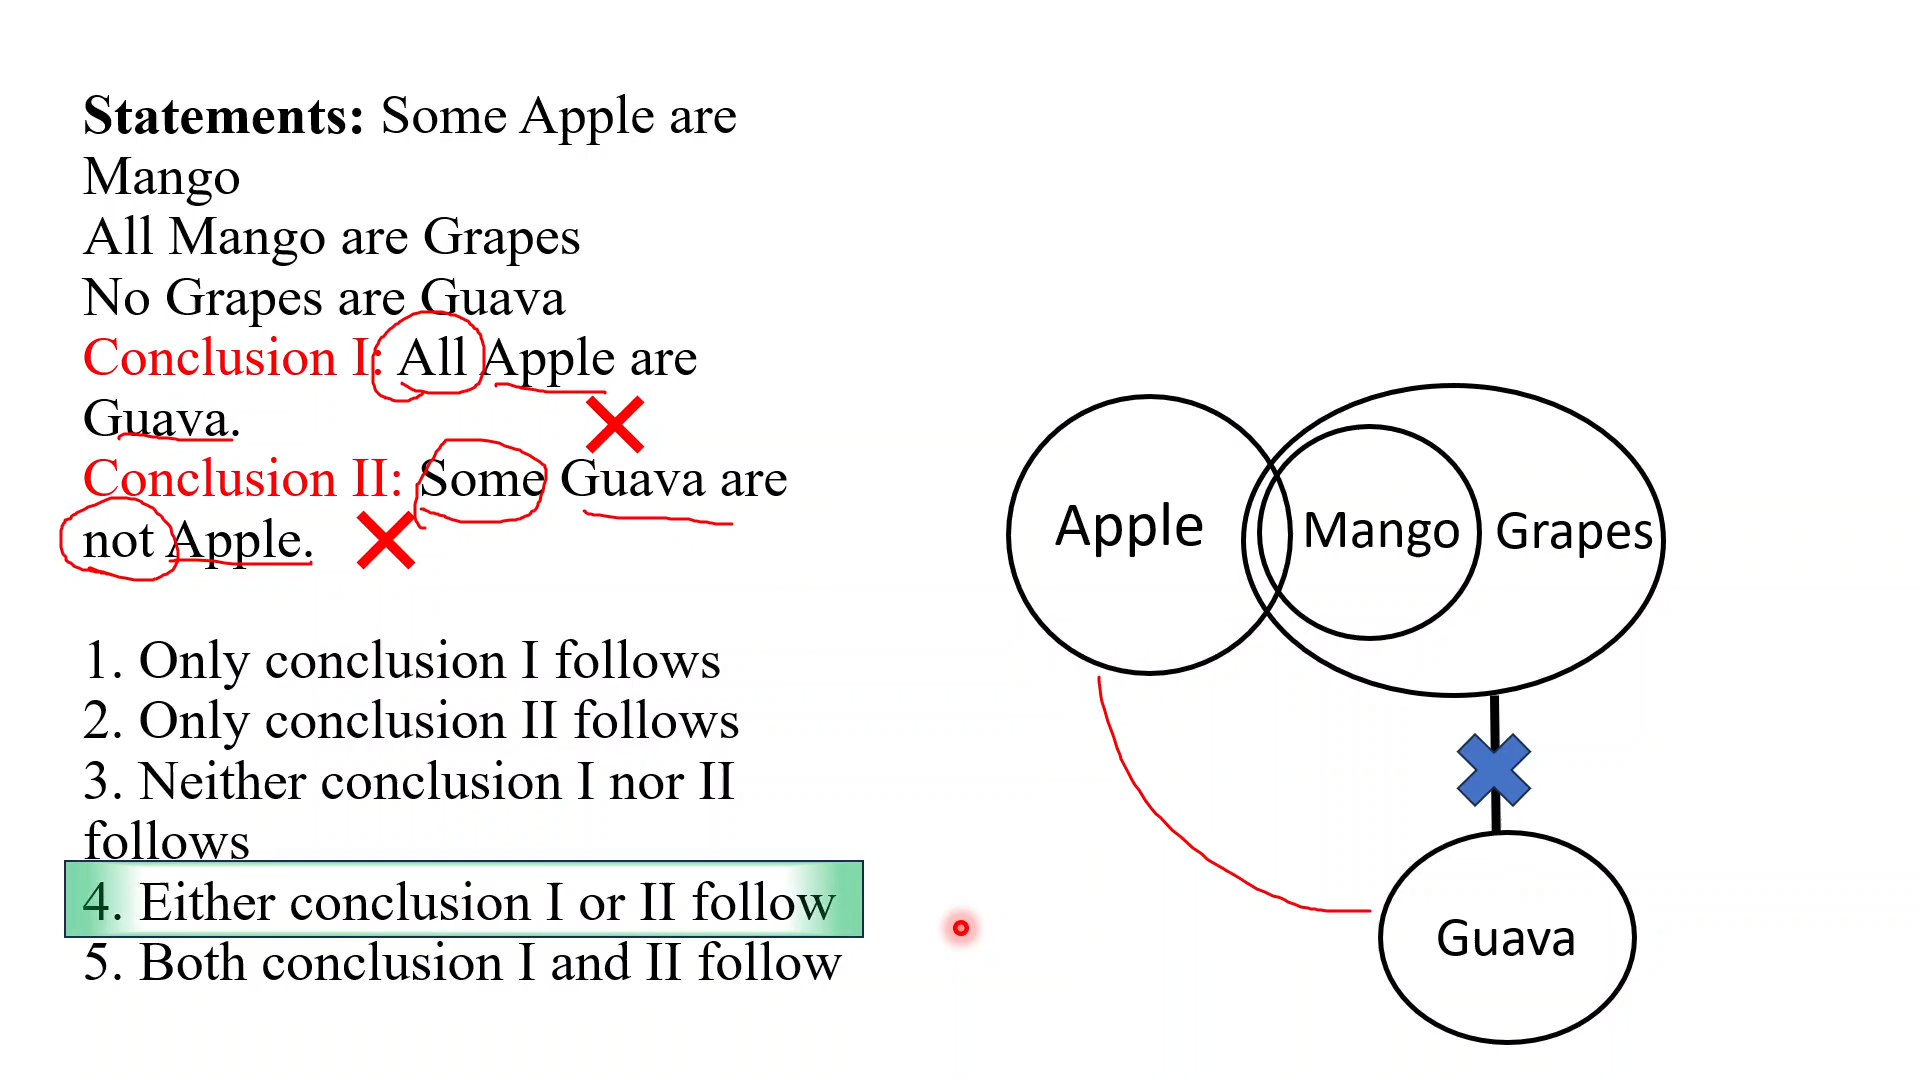 Statements: Some Apple are
Mango
All Mango are Grapes
No Grapes are Guava
Conclusion I: All Apple are
Guava.
Conclusion II: Some Guava are
not Apple.
1. Only conclusion I follows
2. Only conclusion II follows
3. Neither conclusion I nor II
follows
4. Either conclusion I or II follow
5. Both conclusion I and II follow
Apple
Mango
Grapes
Guava